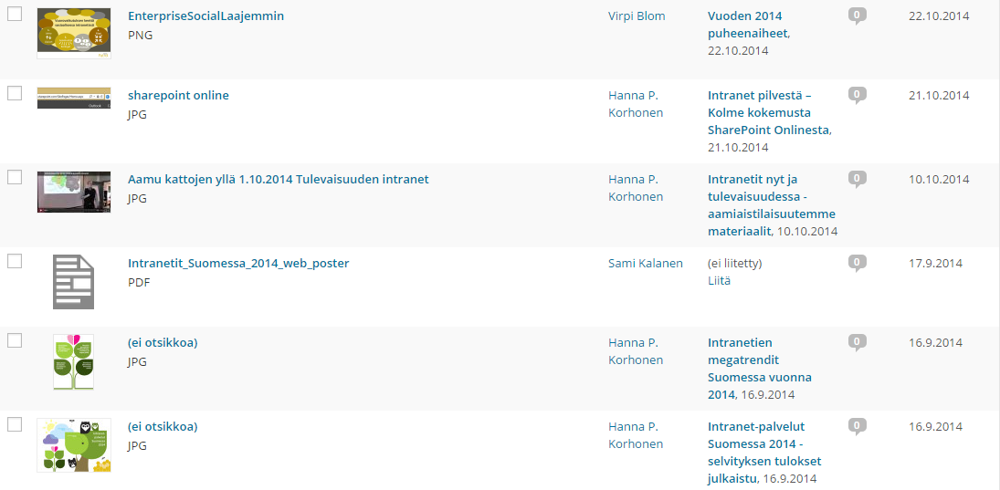 EnterpriseSocialLaajemmin
PNG
Virpi Blom
Vuoden 2014
puheenaiheet,
22.10.2014
0
22.10.2014
sharepoint online
JPG
Hanna P.
Korhonen
Intranet pilvestä –
Kolme kokemusta
SharePoint Onlinesta,
21.10.2014
0
21.10.2014
Aamu kattojen yllä 1.10.2014 Tulevaisuuden intranet
JPG
Hanna P.
Korhonen
Intranetit nyt ja
tulevaisuudessa -
aamiaistilaisuutemme
materiaalit, 10.10.2014
0
10.10.2014
Intranetit_Suomessa_2014_web_poster
PDF
Sami Kalanen
(ei liitetty)
Liitä
0
17.9.2014
(ei otsikkoa)
JPG
Hanna P.
Korhonen
Intranetien
megatrendit
Suomessa vuonna
2014, 16.9.2014
0
16.9.2014
(ei otsikkoa)
JPG
Hanna P.
Korhonen
Intranet-palvelut
Suomessa 2014 -
selvityksen tulokset
julkaistu, 16.9.2014
0
16.9.2014